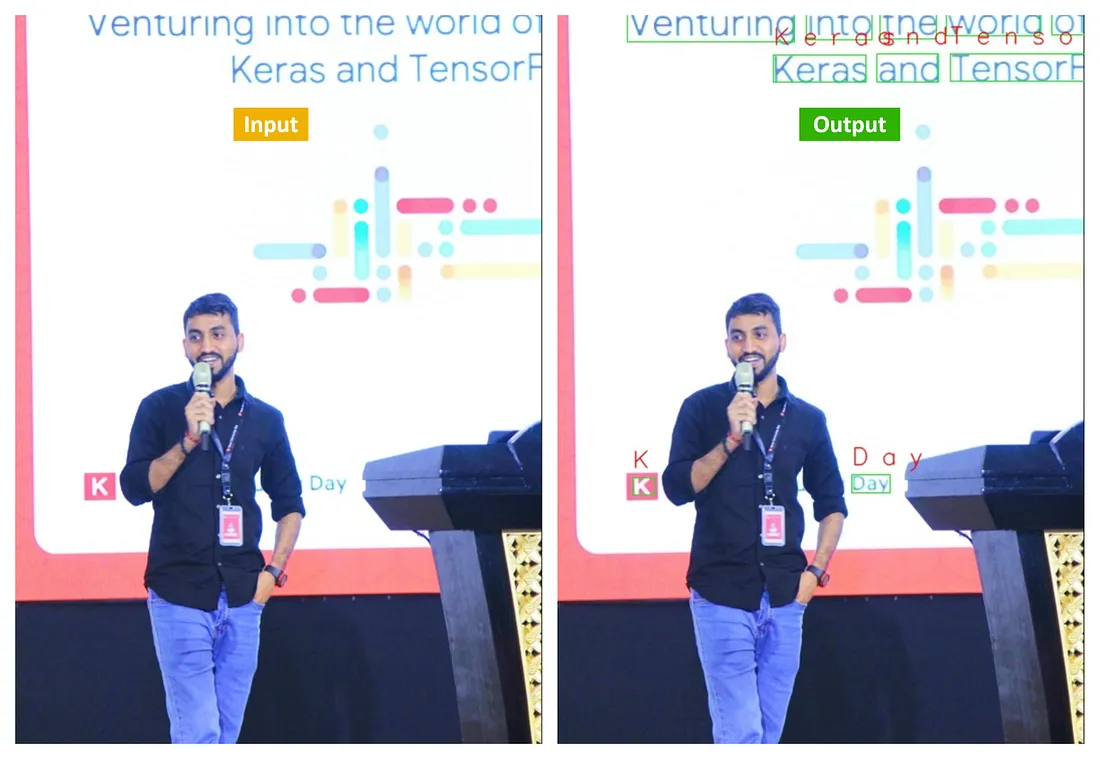 Venturing into the world of
Keras and TensorF
Input
K
Day
Venturing into the world of
K e r a s a n d T e n s o
Keras and TensorF
Output
K
D a y
K
Day